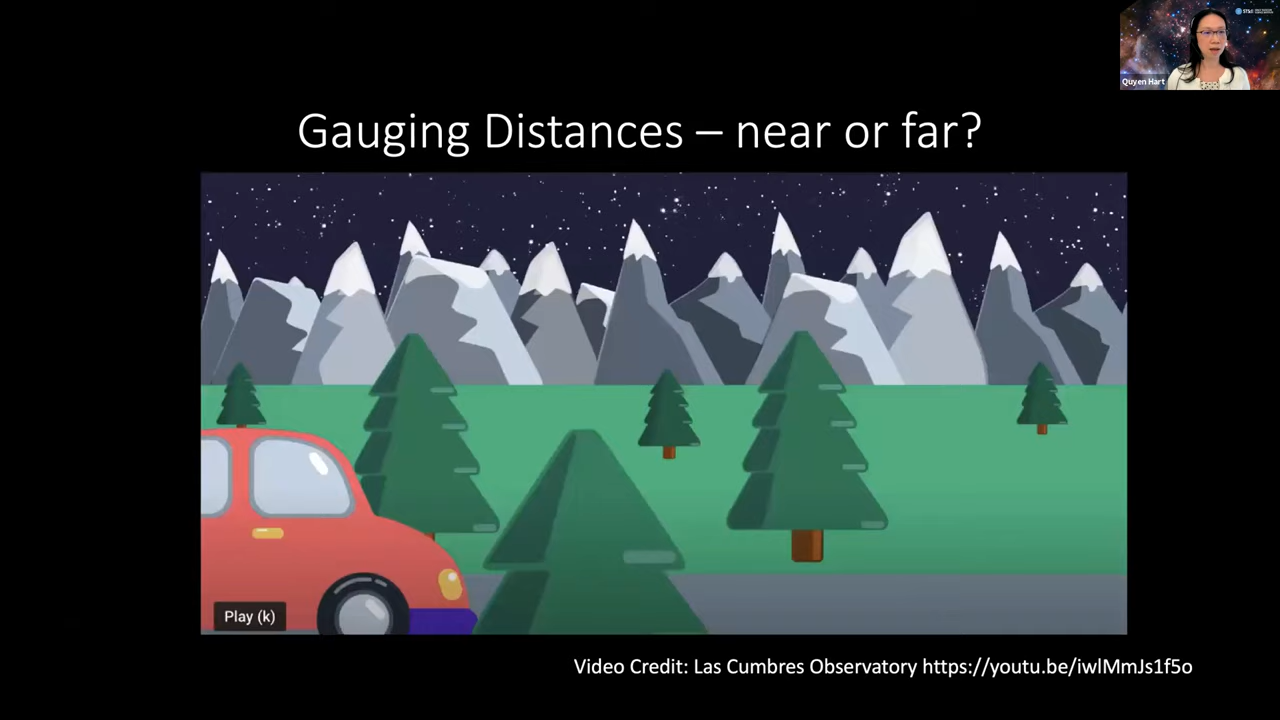 Quyen Hart
Gauging Distances – near or far?
Play (k)
Video Credit: Las Cumbres Observatory https://youtu.be/iwlMmJs1f5o